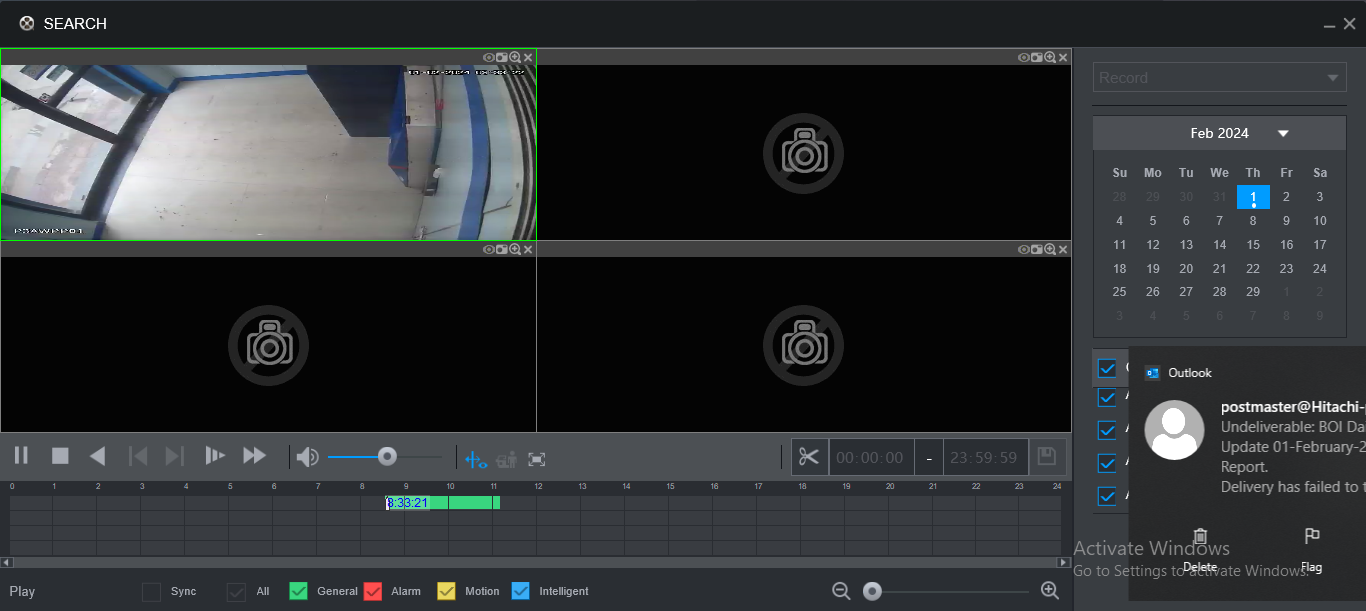 SEARCH
Record
Feb 2024
Su Mo Tu We Th Fr Sa
28 29 30 31 1 2 3
4 5 6 7 8 9 10
11 12 13 14 15 16 17
18 19 20 21 22 23 24
25 26 27 28 29 1 2
3 4 5 6 7 8 9
01-02-2024
Outlook
postmaster@Hitachi-
Undeliverable: BOI Da
Update 01-February-2
Report.
Delivery has failed to t
Delete
Flag
00:00:00 - 23:59:59
0 1 2 3 4 5 6 7 8 9 10 11 12 13 14 15 16 17 18 19 20 21 22 23 24
8:33:21
Play
Sync
All
General
Alarm
Motion
Intelligent
Activate Windows
Go to Settings to activate Windows.